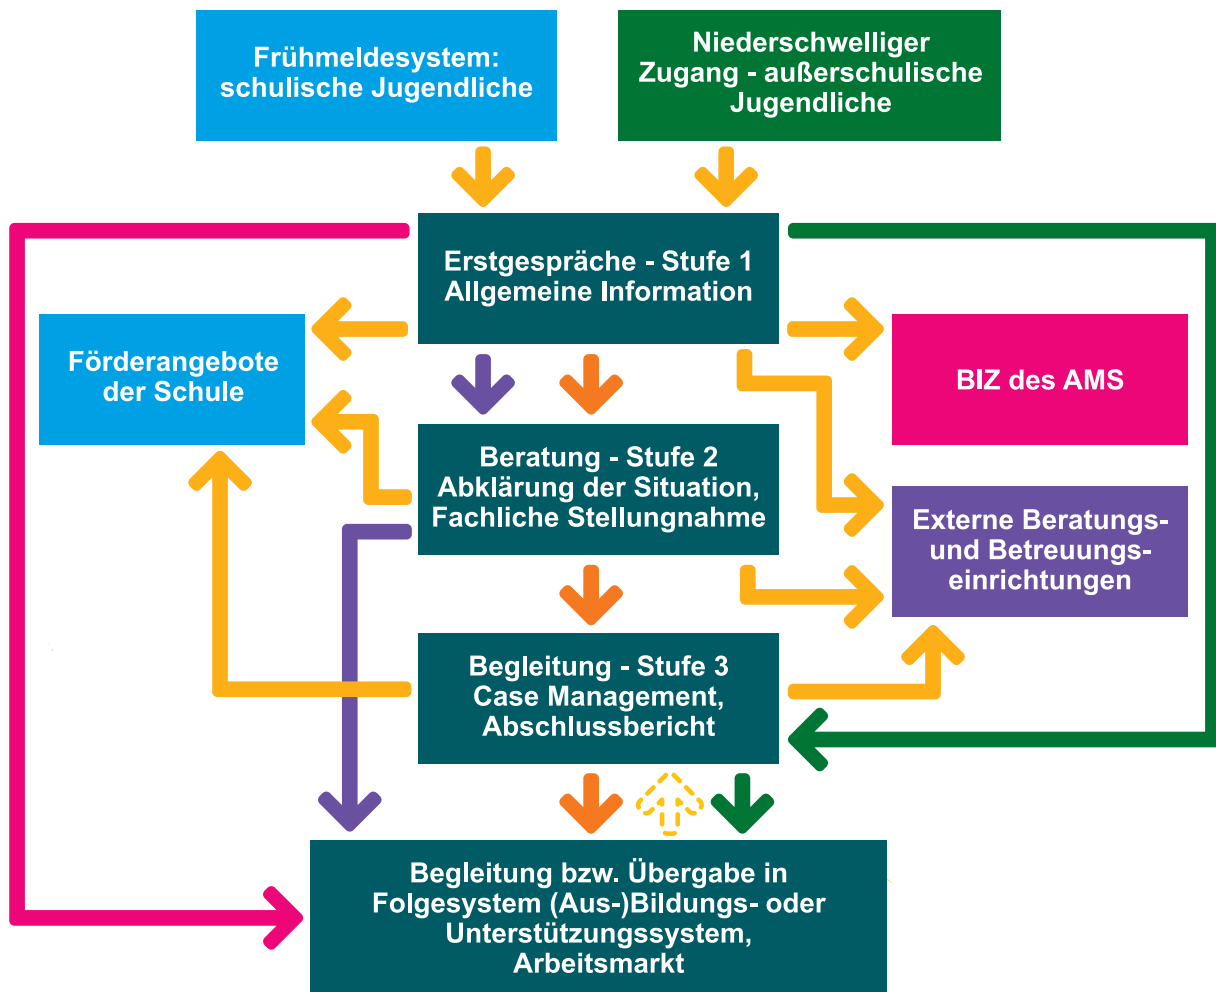 Frühmeldesystem:
schulische Jugendliche
Niederschwelliger
Zugang - außerschulische
Jugendliche
Erstgespräche - Stufe 1
Allgemeine Information
Förderangebote
der Schule
BIZ des AMS
Beratung - Stufe 2
Abklärung der Situation,
Fachliche Stellungnahme
Externe Beratungs-
und Betreuungs-
einrichtungen
Begleitung - Stufe 3
Case Management,
Abschlussbericht
Begleitung bzw. Übergabe in
Folgesystem (Aus-)Bildungs- oder
Unterstützungssystem,
Arbeitsmarkt